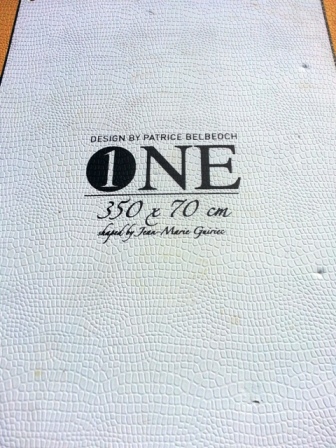 DESIGN BY PATRICE BELBEOCH
1NE
350 x 70 cm
shaped by Jean-Marie Guiriec